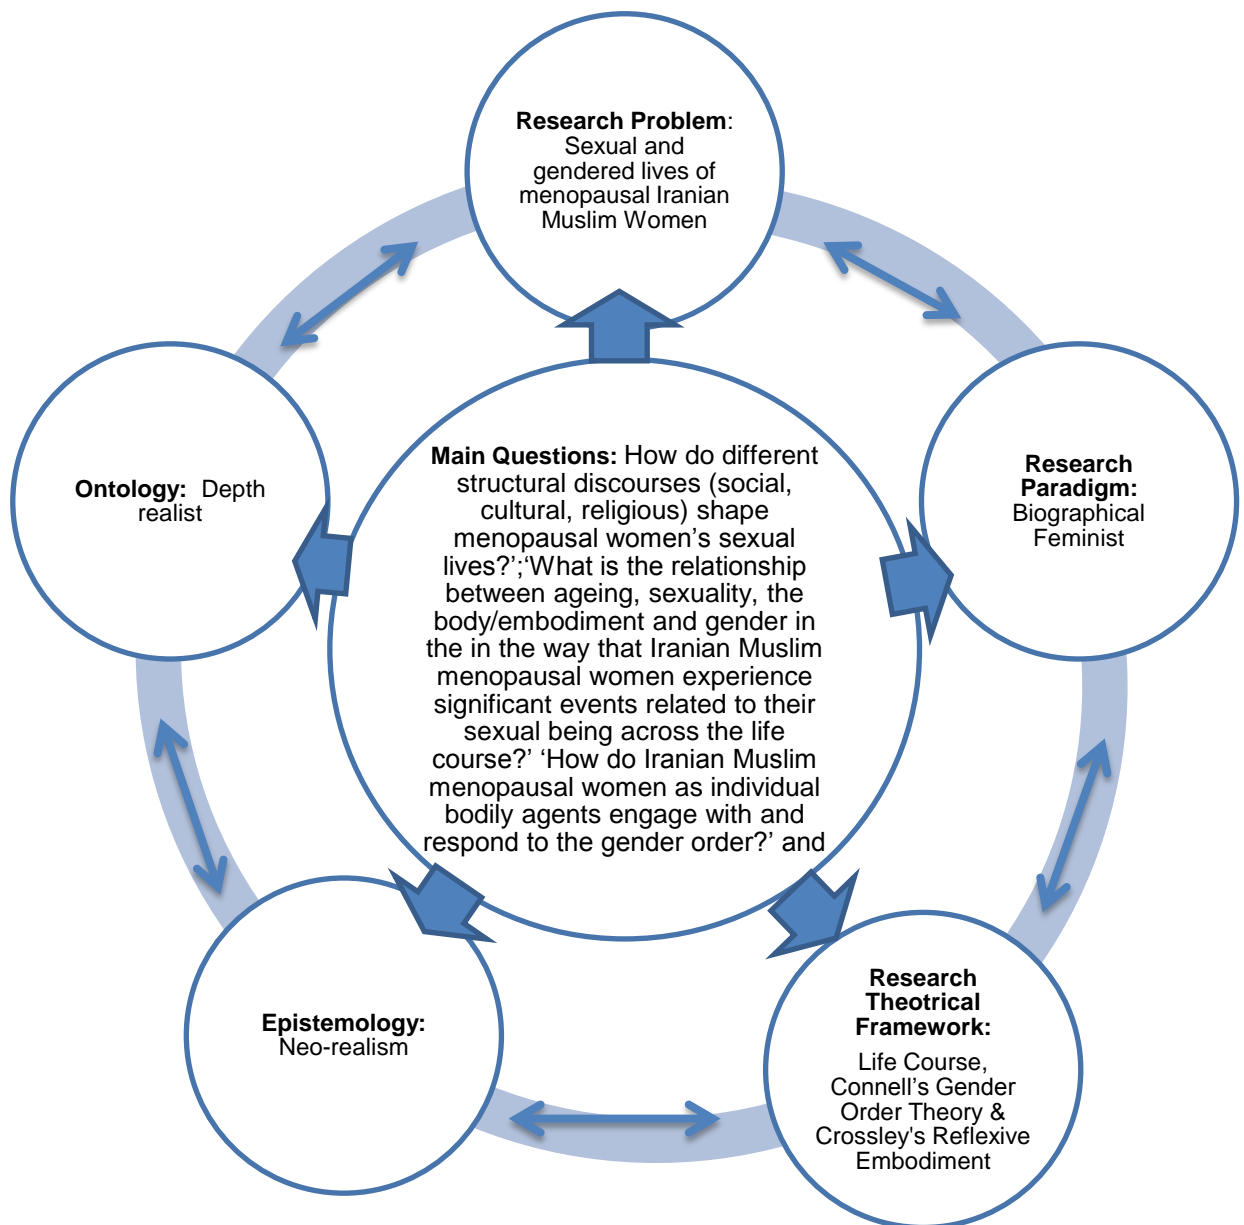 Research Problem:
Sexual and
gendered lives of
menopausal Iranian
Muslim Women
Ontology:  Depth
realist
Main Questions: How do different
structural discourses (social,
cultural, religious) shape
menopausal women’s sexual
lives?’;‘What is the relationship
between ageing, sexuality, the
body/embodiment and gender in
the in the way that Iranian Muslim
menopausal women experience
significant events related to their
sexual being across the life
course?’ ‘How do Iranian Muslim
menopausal women as individual
bodily agents engage with and
respond to the gender order?’ and
Research
Paradigm:
Biographical
Feminist
Epistemology:
Neo-realism
Research
Theotrical
Framework:
Life Course,
Connell’s Gender
Order Theory &
Crossley's Reflexive
Embodiment